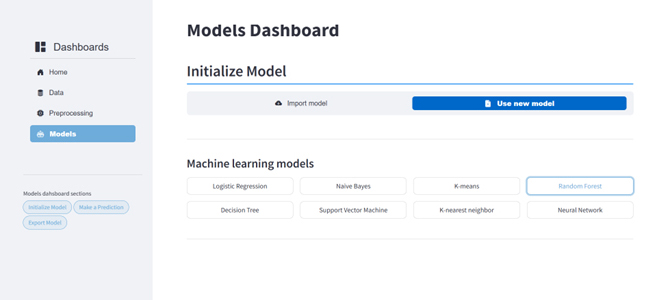 Dashboards
Home
Data
Preprocessing
Models
Models dahsboard sections
Initialize Model
Make a Prediction
Export Model
Models Dashboard
Initialize Model
Import model
Use new model
Machine learning models
Logistic Regression
Naive Bayes
K-means
Random Forest
Decision Tree
Support Vector Machine
K-nearest neighbor
Neural Network